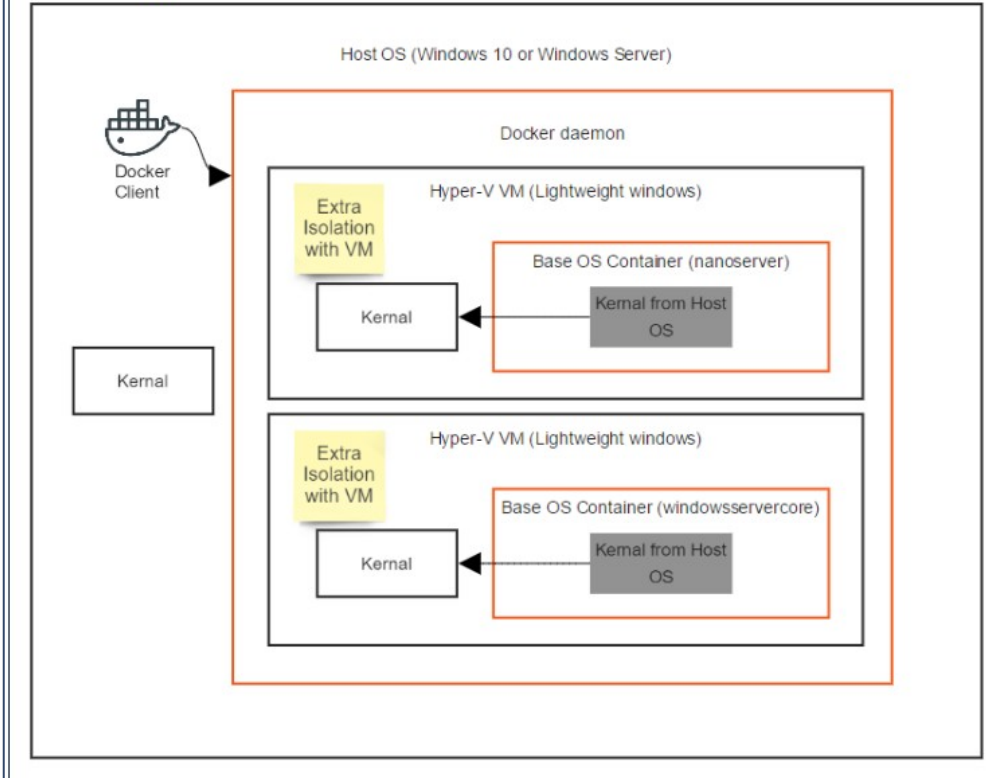 Host OS (Windows 10 or Windows Server)
Docker daemon
Docker
Client
Hyper-V VM (Lightweight windows)
Extra
Isolation
with VM
Base OS Container (nanoserver)
Kernal from Host
OS
Kernal
Kernal
Hyper-V VM (Lightweight windows)
Extra
Isolation
with VM
Base OS Container (windowsservercore)
Kernal from Host
OS
Kernal